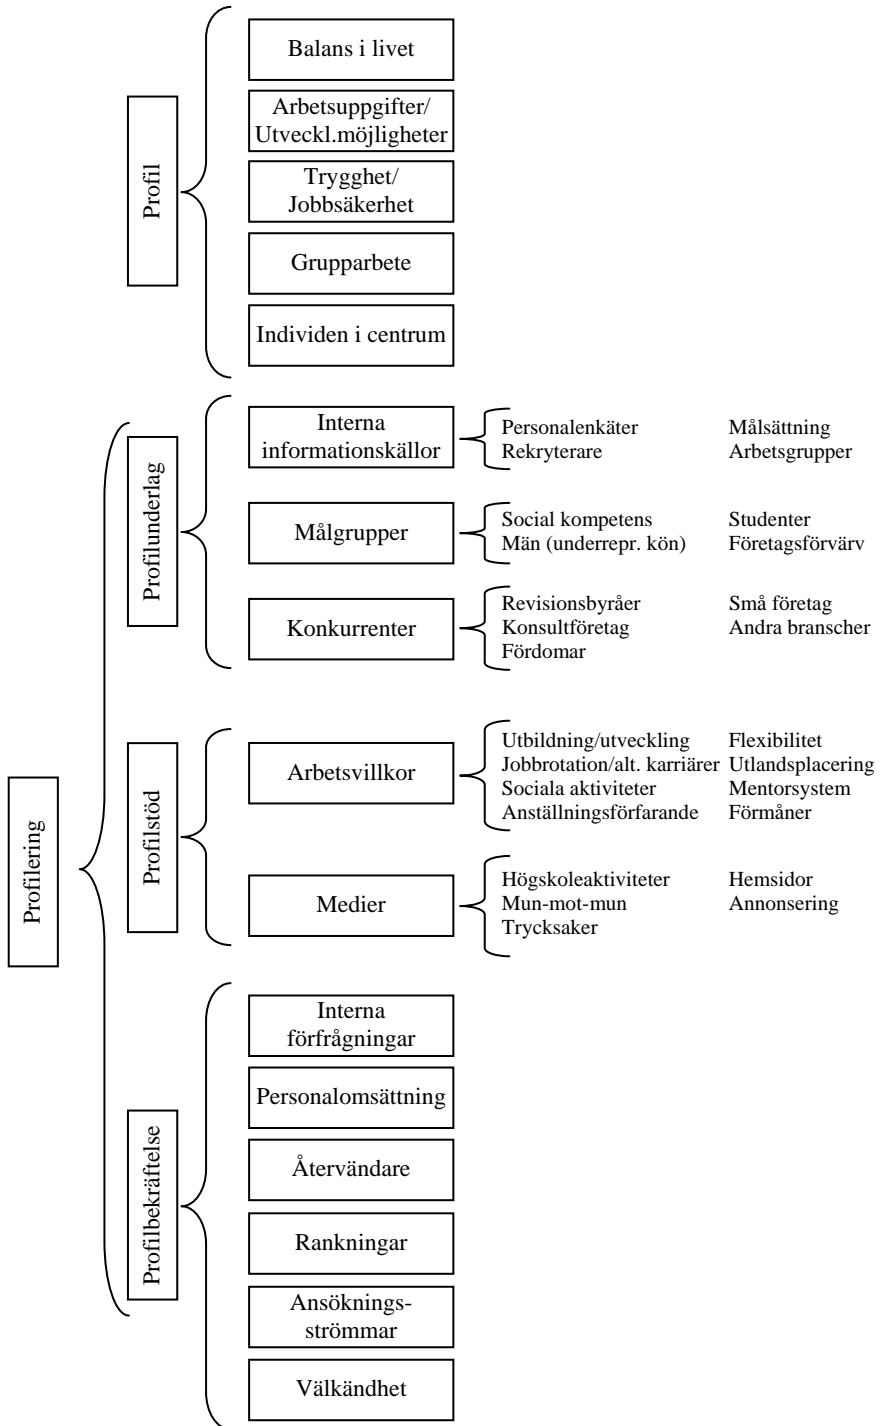 Profilering
Profil
Balans i livet
Arbetsuppgifter/
Utveckl.möjligheter
Trygghet/
Jobbsäkerhet
Grupparbete
Individen i centrum
Profilunderlag
Interna
informationskällor
Personalenkäter
Rekryterare
Målsättning
Arbetsgrupper
Målgrupper
Social kompetens
Män (underrepr. kön)
Studenter
Företagsförvärv
Konkurrenter
Revisionsbyråer
Konsultföretag
Fördomar
Små företag
Andra branscher
Profilstöd
Arbetsvillkor
Utbildning/utveckling
Jobbrotation/alt. karriärer
Sociala aktiviteter
Anställningsförfarande
Flexibilitet
Utlandsplacering
Mentorsystem
Förmåner
Medier
Högskoleaktiviteter
Mun-mot-mun
Trycksaker
Hemsidor
Annonsering
Profilbekräftelse
Interna
förfrågningar
Personalomsättning
Återvändare
Rankningar
Ansöknings-
strömmar
Välkändhet